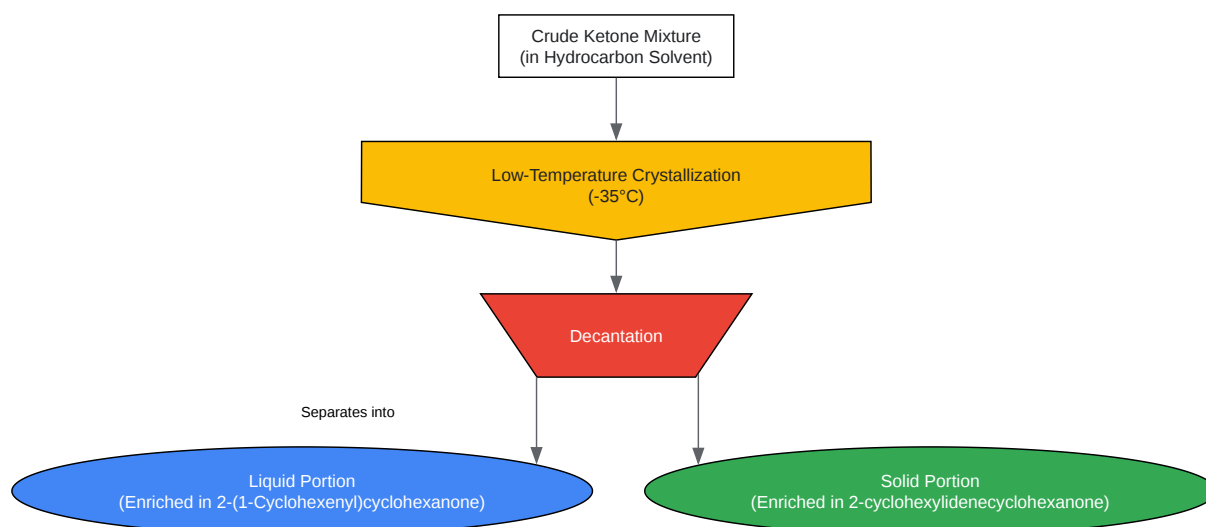 Crude Ketone Mixture
(in Hydrocarbon Solvent)
Low-Temperature Crystallization
(-35°C)
Decantation
Separates into
Liquid Portion
(Enriched in 2-(1-Cyclohexenyl)cyclohexanone)
Solid Portion
(Enriched in 2-cyclohexylidenecyclohexanone)